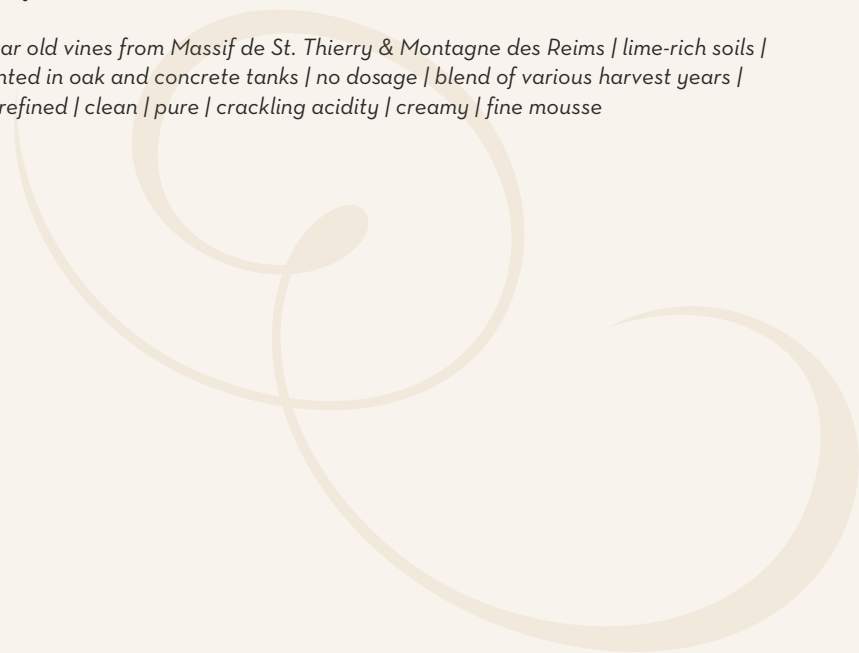 ar old vines from Massif de St. Thierry & Montagne des Reims | lime-rich soils |
nted in oak and concrete tanks | no dosage | blend of various harvest years |
refined | clean | pure | crackling acidity | creamy | fine mousse